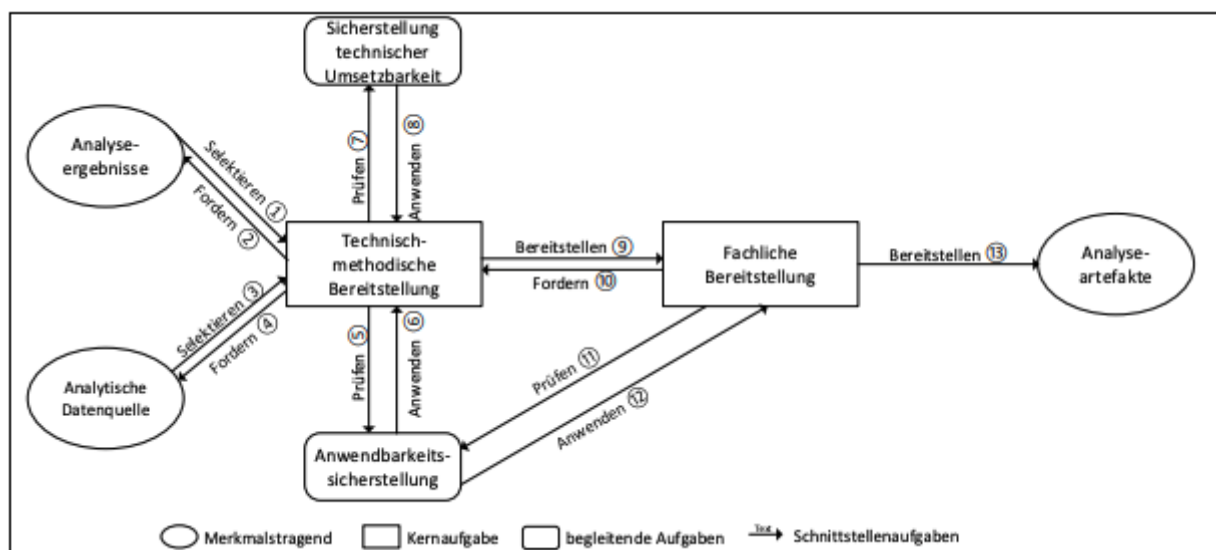 Sicherstellung
technischer
Umsetzbarkeit
Analyse-
ergebnisse
Selektieren ①
Fordern ②
Prüfen ⑦
Anwenden ⑧
Technisch-
methodische
Bereitstellung
Bereitstellen ⑨
Fordern ⑩
Fachliche
Bereitstellung
Bereitstellen ⑬
Analyse-
artefakte
Selektieren ③
Fordern ④
Prüfen ⑤
Anwenden ⑥
Prüfen ⑪
Anwenden ⑫
Analytische
Datenquelle
Anwendbarkeits-
sicherstellung
Merkmalstragend
Kernaufgabe
begleitende Aufgaben
Text
Schnittstellenaufgaben